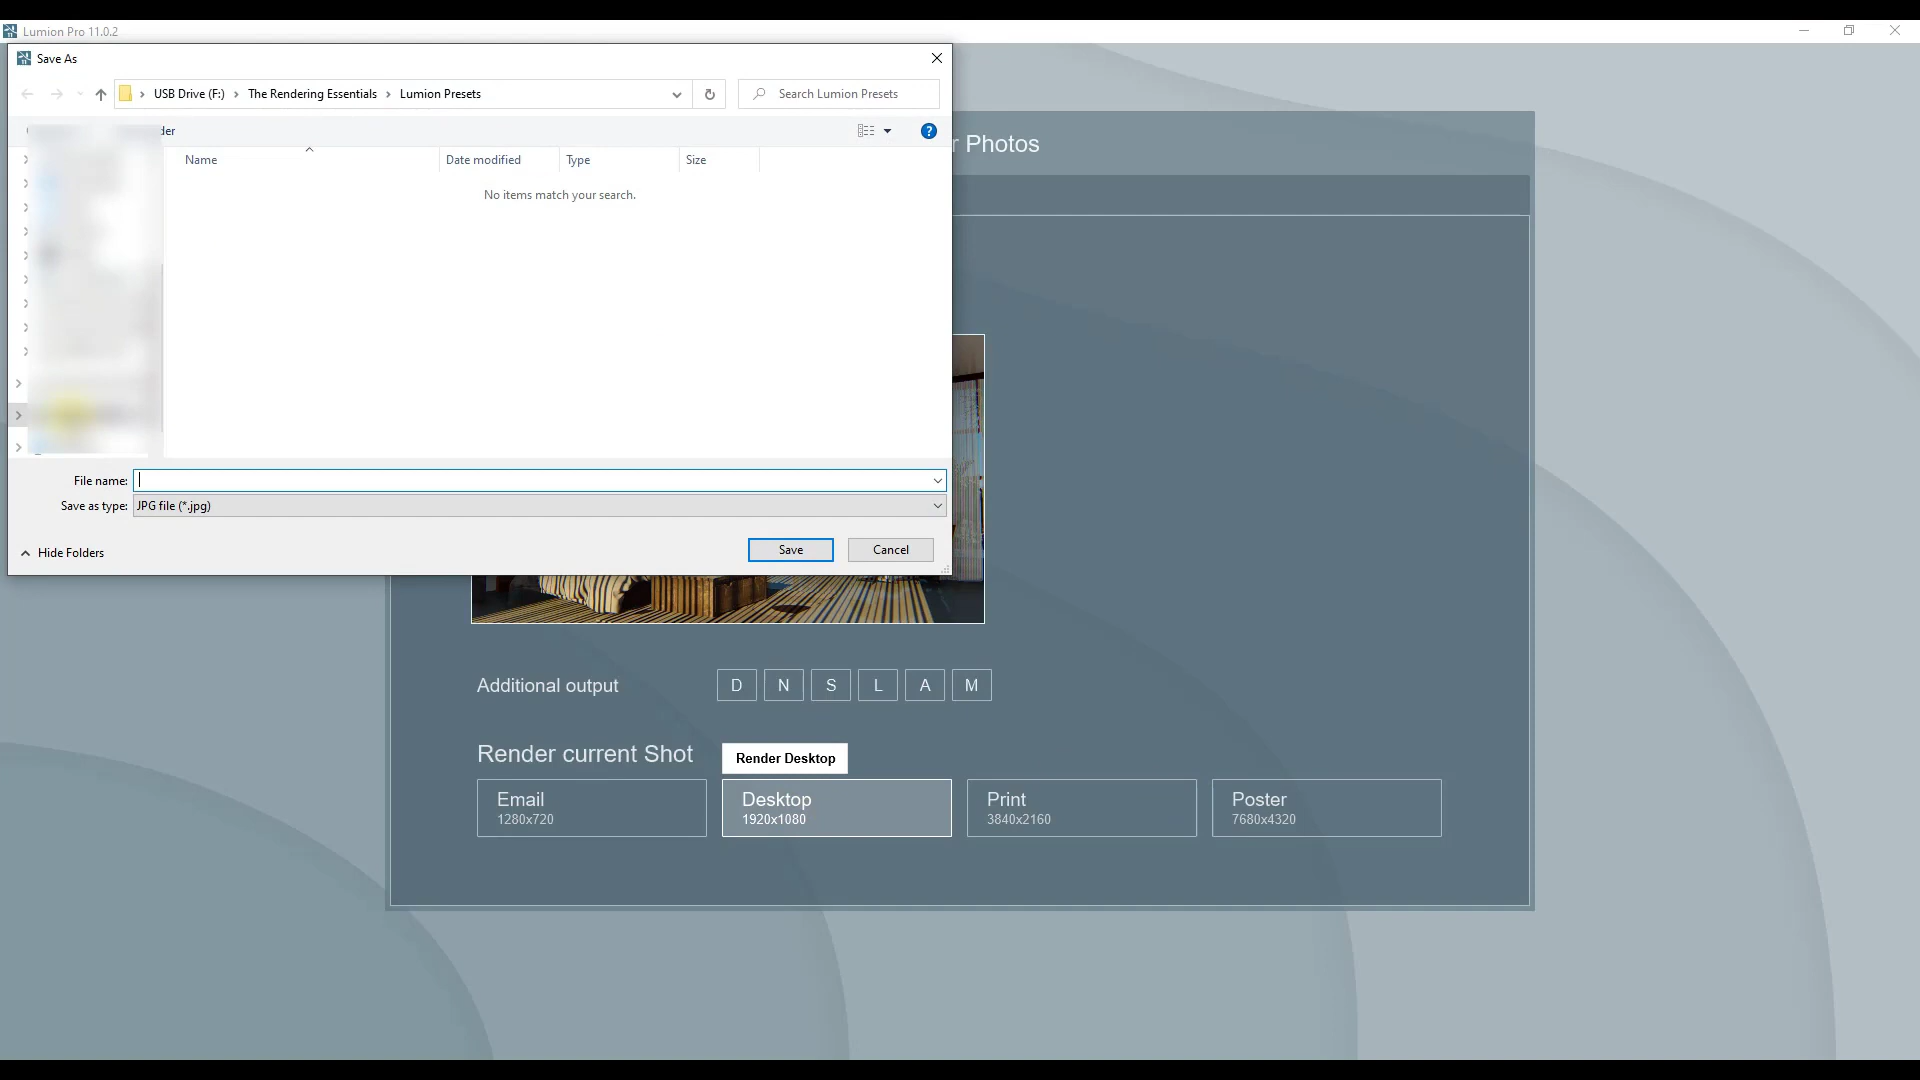 Lumion Pro 11.0.2
Save As
USB Drive (F:) The Rendering Essentials Lumion Presets
Search Lumion Presets
der
r Photos
Name Date modified Type Size
No items match your search.
File name:
Save as type: JPG file (*.jpg)
Hide Folders
Save Cancel
Additional output D N S L A M
Render current Shot
Render Desktop
Email
1280x720
Desktop
1920x1080
Print
3840x2160
Poster
7680x4320